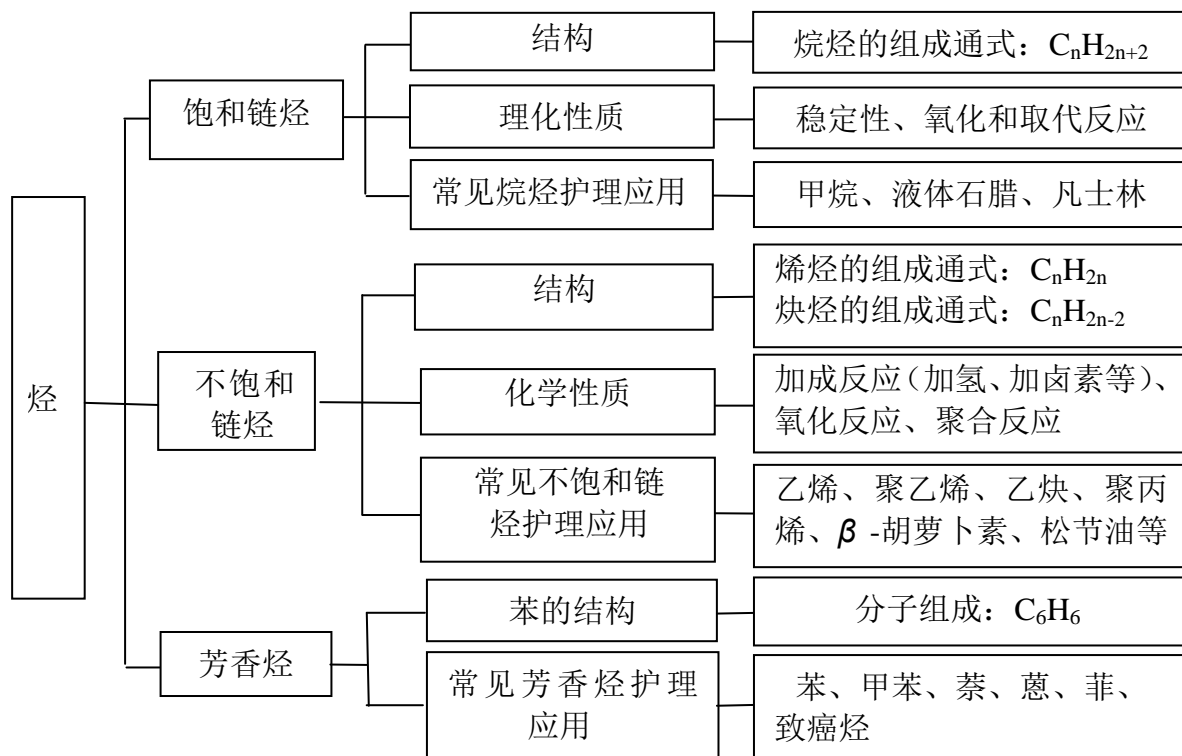 烃
饱和链烃
结构
烷烃的组成通式：CnH2n+2
理化性质
稳定性、氧化和取代反应
常见烷烃护理应用
甲烷、液体石腊、凡士林
不饱和
链烃
结构
烯烃的组成通式：CnH2n
炔烃的组成通式：CnH2n-2
化学性质
加成反应（加氢、加卤素等）、
氧化反应、聚合反应
常见不饱和链
烃护理应用
乙烯、聚乙烯、乙炔、聚丙
烯、β-胡萝卜素、松节油等
芳香烃
苯的结构
分子组成：C6H6
常见芳香烃护理
应用
苯、甲苯、萘、蒽、菲、
致癌烃